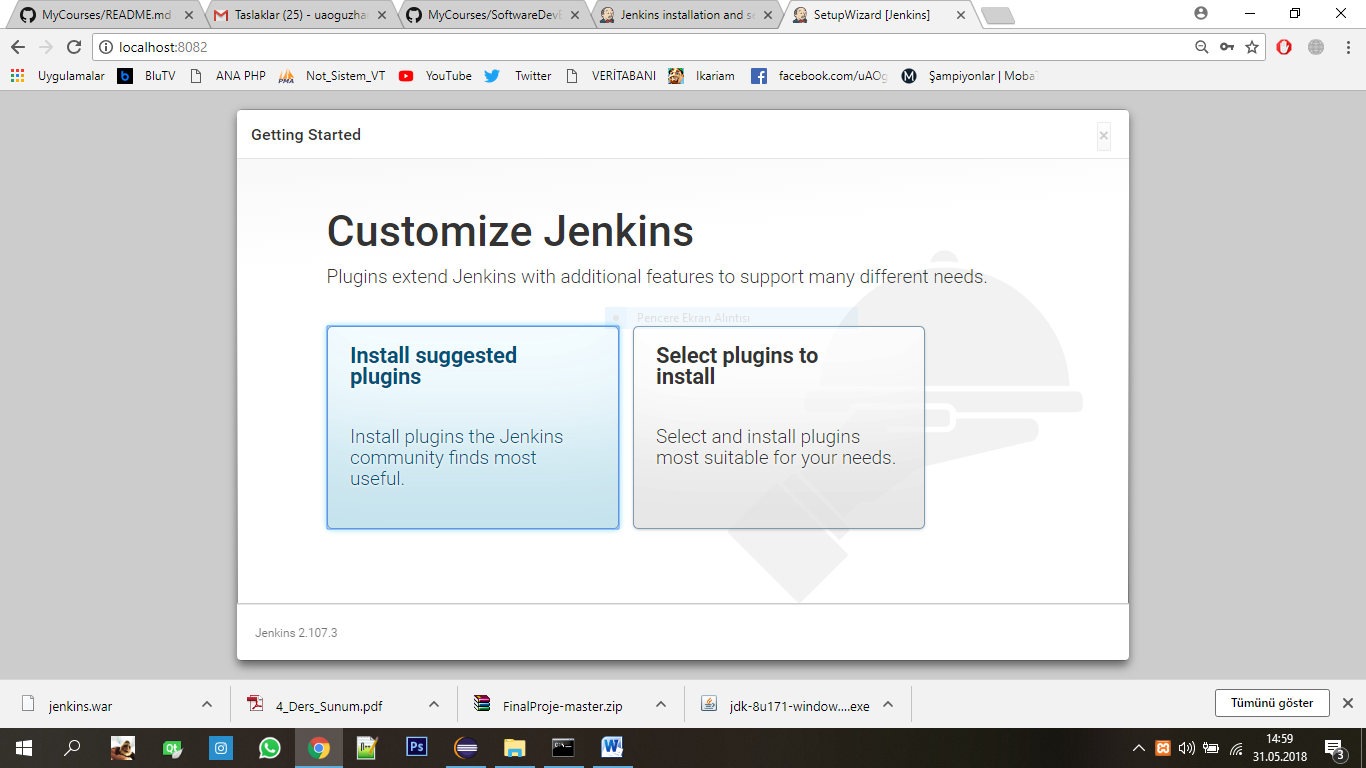 MyCourses/README.md
Taslaklar (25) - uaoguzha
MyCourses/SoftwareDev
Jenkins installation and s
SetupWizard [Jenkins]
localhost:8082
Uygulamalar
BluTV
ANA PHP
Not_Sistem_VT
YouTube
Twitter
VERİTABANI
Ikariam
facebook.com/uAOg
Şampiyonlar | Moba
Getting Started
Customize Jenkins
Plugins extend Jenkins with additional features to support many different needs.
Pencere Ekran Alıntısı
Install suggested
plugins
Install plugins the Jenkins
community finds most
useful.
Select plugins to
install
Select and install plugins
most suitable for your needs.
Jenkins 2.107.3
jenkins.war
4_Ders_Sunum.pdf
FinalProje-master.zip
jdk-8u171-window....exe
Tümünü göster
14:59
31.05.2018
3